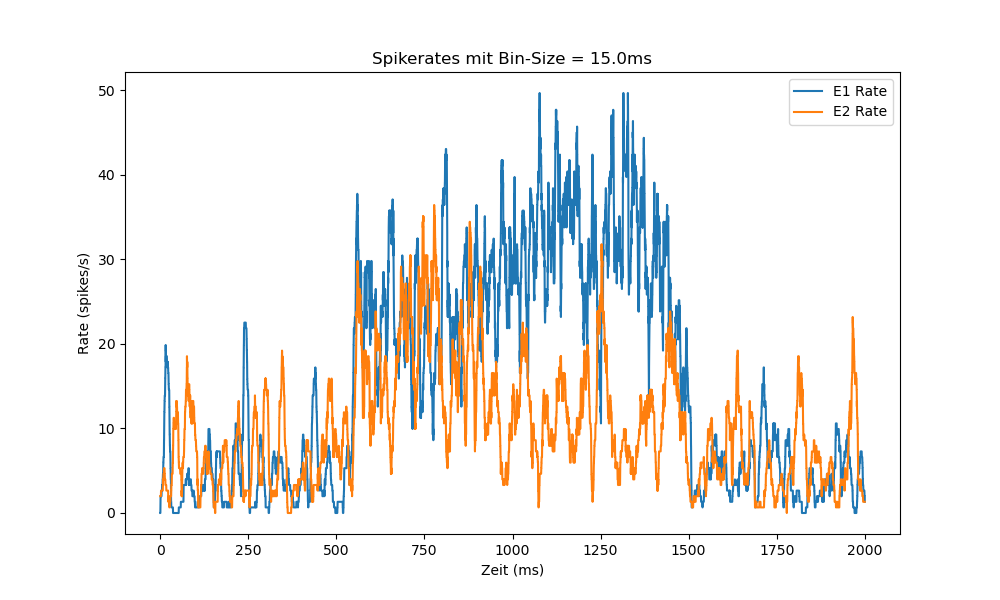 Spikerates mit Bin-Size = 15.0ms
E1 Rate
E2 Rate
Rate (spikes/s)
50
40
30
20
10
0
0 250 500 750 1000 1250 1500 1750 2000
Zeit (ms)